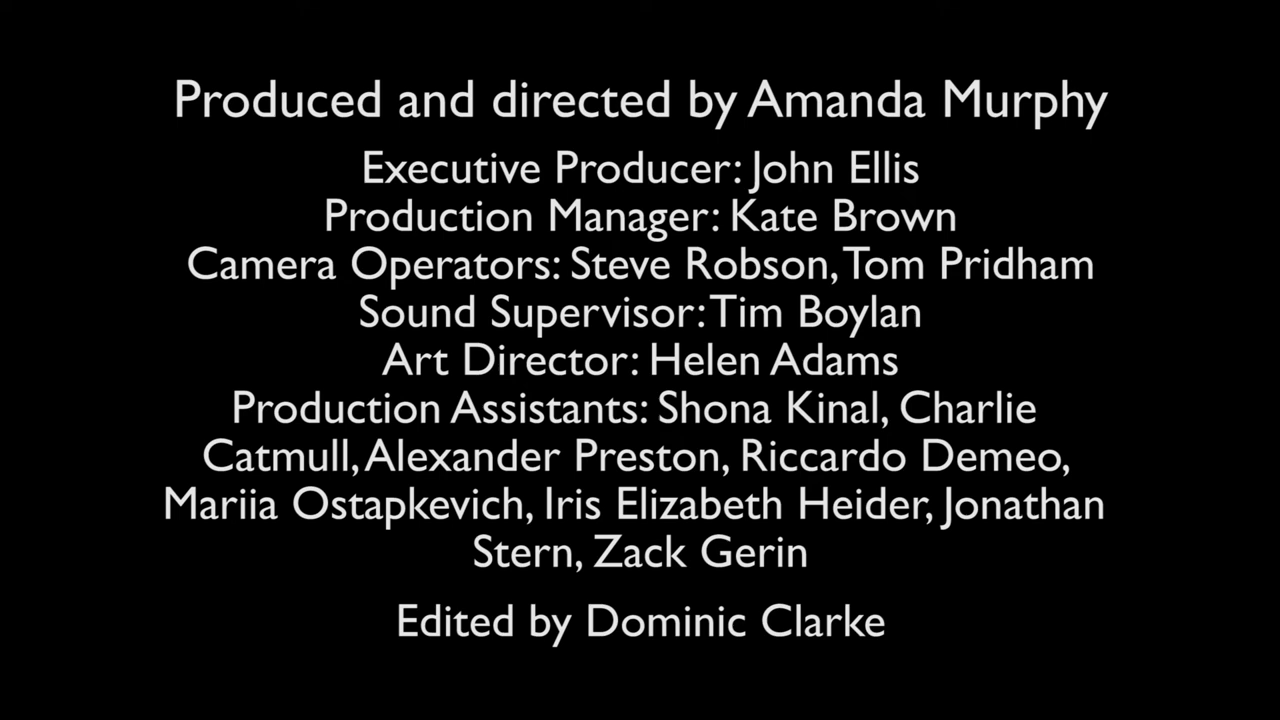 Produced and directed by Amanda Murphy
Executive Producer: John Ellis
Production Manager: Kate Brown
Camera Operators: Steve Robson, Tom Pridham
Sound Supervisor: Tim Boylan
Art Director: Helen Adams
Production Assistants: Shona Kinal, Charlie
Catmull, Alexander Preston, Riccardo Demeo,
Mariia Ostapkevich, Iris Elizabeth Heider, Jonathan
Stern, Zack Gerin
Edited by Dominic Clarke